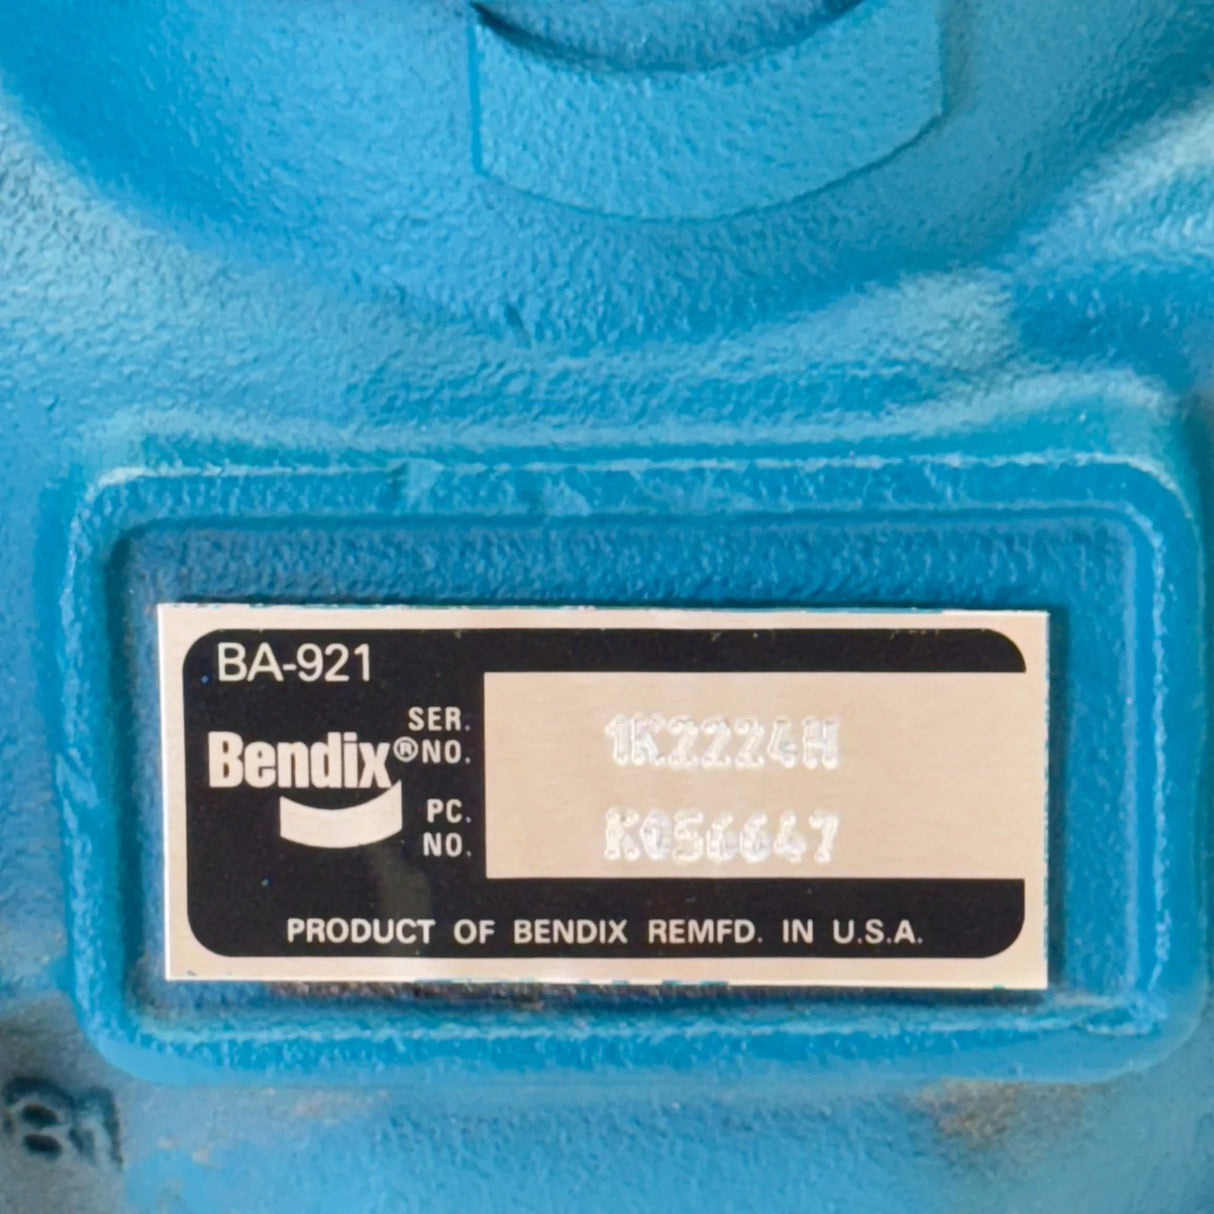 BA-921
SER.
Bendix® NO. 1K2224H
PC.
NO. K056647
PRODUCT OF BENDIX REMFD. IN U.S.A.